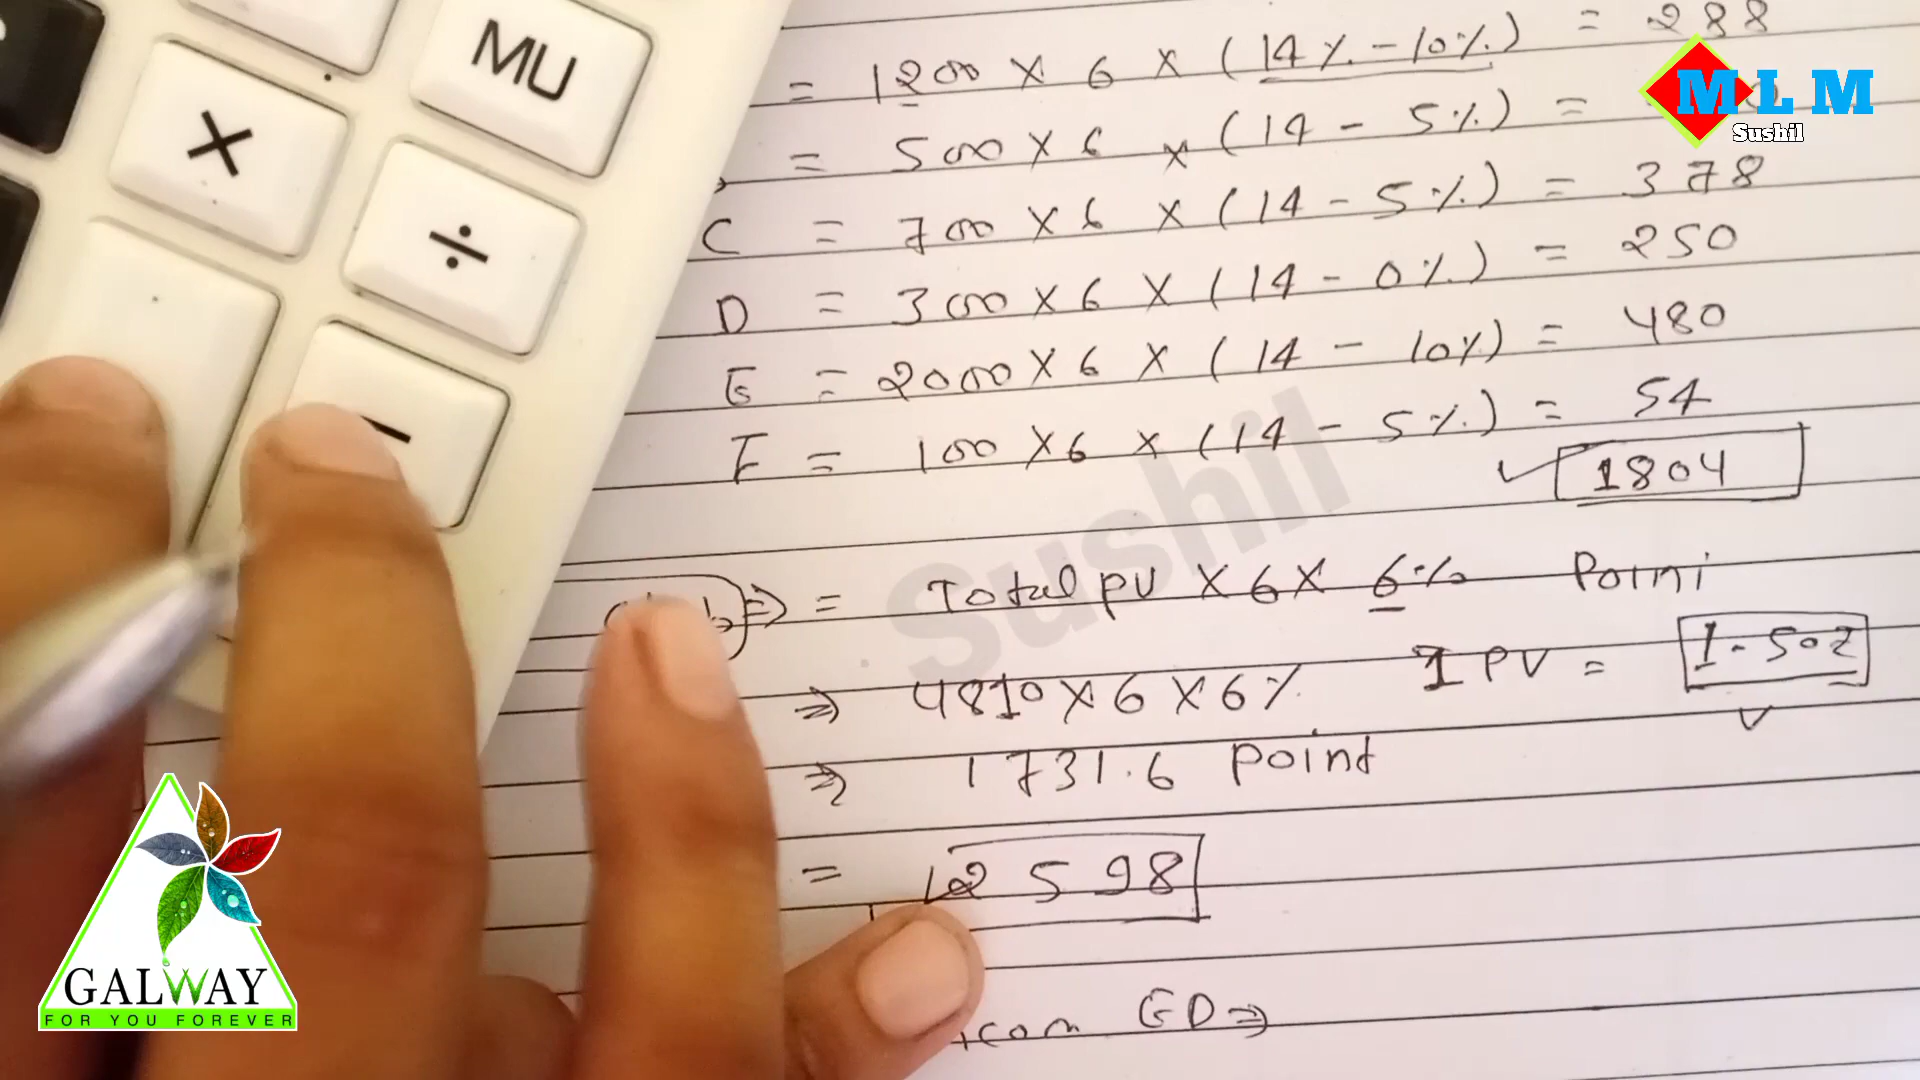 MU
×
÷
−
= 1200 × 6 × (14% - 10%) = 288
= 500 × 6 × (14 - 5%) =
C = 700 × 6 × (14 - 5%) = 378
D = 300 × 6 × (14 - 0%) = 250
E = 2000 × 6 × (14 - 10%) = 480
F = 100 × 6 × (14 - 5%) = 54
1804
⇒ = Total PV × 6 × 6% Point
1 PV = 1.502
⇒ 4810 × 6 × 6%
⇒ 1731.6 Point
= 2598
GD ⇒
MLM
Sushil
Sushil
GALWAY
FOR YOU FOREVER